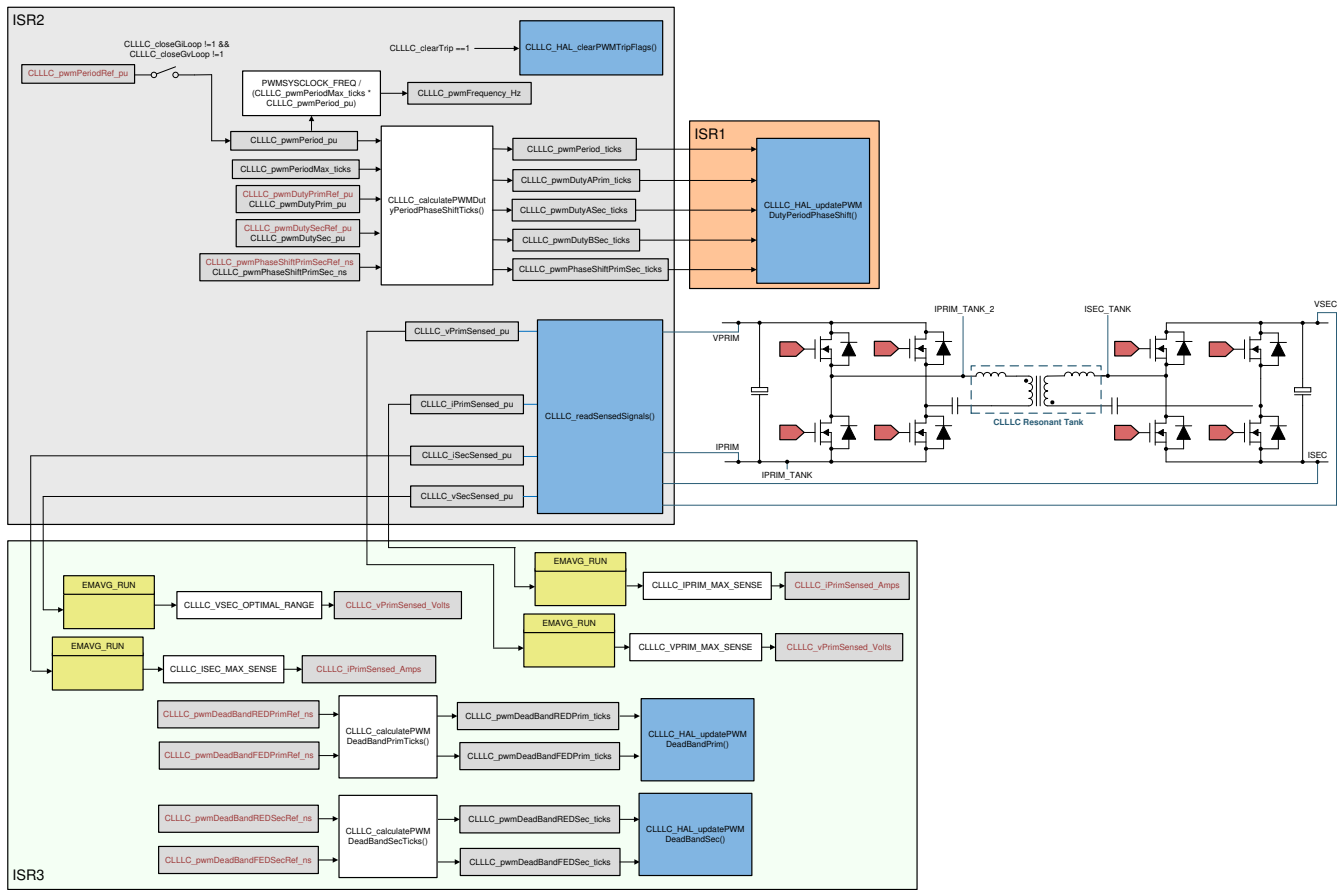 ISR2
CLLLC_closeGiLoop !=1 &&
CLLLC_closeGvLoop !=1
CLLLC_pwmPeriodRef_pu
CLLLC_clearTrip ==1
CLLLC_HAL_clearPWMTripFlags()
PWMSYSCLOCK_FREQ /
(CLLLC_pwmPeriodMax_ticks *
CLLLC_pwmPeriod_pu)
CLLLC_pwmFrequency_Hz
CLLLC_pwmPeriod_pu
CLLLC_pwmPeriodMax_ticks
CLLLC_pwmDutyPrimRef_pu
CLLLC_pwmDutyPrim_pu
CLLLC_pwmDutySecRef_pu
CLLLC_pwmDutySec_pu
CLLLC_pwmPhaseShiftPrimSecRef_ns
CLLLC_pwmPhaseShiftPrimSec_ns
CLLLC_calculatePWMDut
yPeriodPhaseShiftTicks()
CLLLC_pwmPeriod_ticks
CLLLC_pwmDutyAPrim_ticks
CLLLC_pwmDutyASec_ticks
CLLLC_pwmDutyBSec_ticks
CLLLC_pwmPhaseShiftPrimSec_ticks
ISR1
CLLLC_HAL_updatePWM
DutyPeriodPhaseShift()
CLLLC_vPrimSensed_pu
CLLLC_iPrimSensed_pu
CLLLC_iSecSensed_pu
CLLLC_vSecSensed_pu
CLLLC_readSensedSignals()
VPRIM
IPRIM
IPRIM_TANK
IPRIM_TANK_2
ISEC_TANK
VSEC
CLLLC Resonant Tank
ISEC
EMAVG_RUN
CLLLC_VSEC_OPTIMAL_RANGE
CLLLC_vPrimSensed_Volts
EMAVG_RUN
CLLLC_ISEC_MAX_SENSE
CLLLC_iPrimSensed_Amps
EMAVG_RUN
CLLLC_IPRIM_MAX_SENSE
CLLLC_iPrimSensed_Amps
EMAVG_RUN
CLLLC_VPRIM_MAX_SENSE
CLLLC_vPrimSensed_Volts
CLLLC_pwmDeadBandREDPrimRef_ns
CLLLC_pwmDeadBandFEDPrimRef_ns
CLLLC_calculatePWM
DeadBandPrimTicks()
CLLLC_pwmDeadBandREDPrim_ticks
CLLLC_pwmDeadBandFEDPrim_ticks
CLLLC_HAL_updatePWM
DeadBandPrim()
CLLLC_pwmDeadBandREDSecRef_ns
CLLLC_pwmDeadBandFEDSecRef_ns
CLLLC_calculatePWM
DeadBandSecTicks()
CLLLC_pwmDeadBandREDSec_ticks
CLLLC_pwmDeadBandFEDSec_ticks
CLLLC_HAL_updatePWM
DeadBandSec()
ISR3